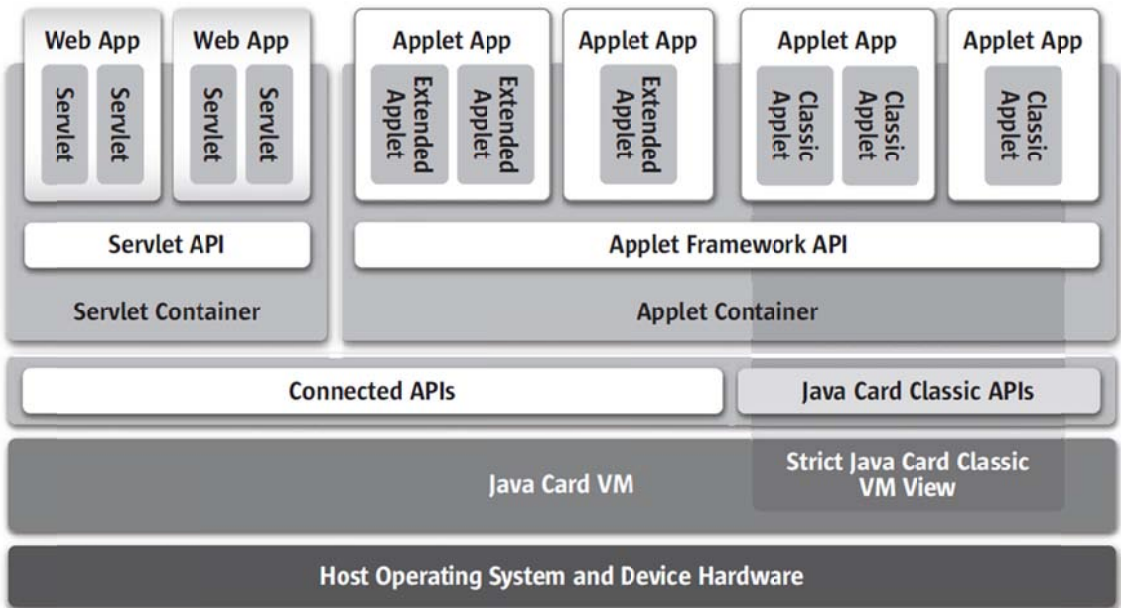 Web App
Web App
Applet App
Applet App
Applet App
Applet App
Servlet
Servlet
Servlet
Servlet
Extended
Applet
Extended
Applet
Extended
Applet
Classic
Applet
Classic
Applet
Classic
Applet
Servlet API
Applet Framework API
Servlet Container
Applet Container
Connected APIs
Java Card Classic APIs
Java Card VM
Strict Java Card Classic
VM View
Host Operating System and Device Hardware